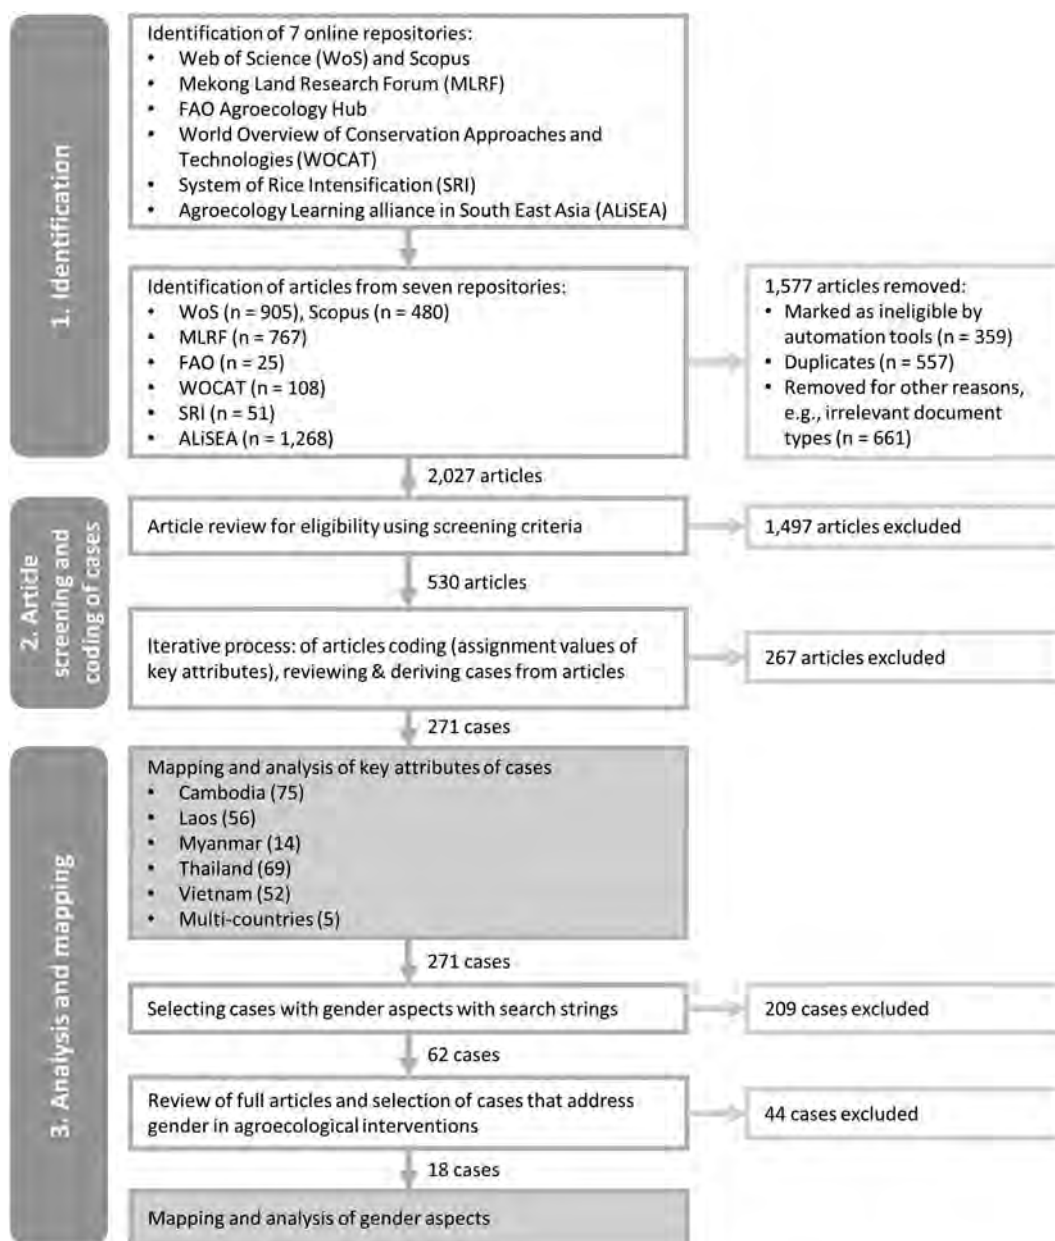 1. Identification
Identification of 7 online repositories:
• Web of Science (WoS) and Scopus
• Mekong Land Research Forum (MLRF)
• FAO Agroecology Hub
• World Overview of Conservation Approaches and
Technologies (WOCAT)
• System of Rice Intensification (SRI)
• Agroecology Learning alliance in South East Asia (ALiSEA)
Identification of articles from seven repositories:
• WoS (n = 905), Scopus (n = 480)
• MLRF (n = 767)
• FAO (n = 25)
• WOCAT (n = 108)
• SRI (n = 51)
• ALiSEA (n = 1,268)
1,577 articles removed:
• Marked as ineligible by
automation tools (n = 359)
• Duplicates (n = 557)
• Removed for other reasons,
e.g., irrelevant document
types (n = 661)
2,027 articles
2. Article
screening and
coding of cases
Article review for eligibility using screening criteria
1,497 articles excluded
530 articles
Iterative process: of articles coding (assignment values of
key attributes), reviewing & deriving cases from articles
267 articles excluded
271 cases
3. Analysis and mapping
Mapping and analysis of key attributes of cases
• Cambodia (75)
• Laos (56)
• Myanmar (14)
• Thailand (69)
• Vietnam (52)
• Multi-countries (5)
271 cases
Selecting cases with gender aspects with search strings
209 cases excluded
62 cases
Review of full articles and selection of cases that address
gender in agroecological interventions
44 cases excluded
18 cases
Mapping and analysis of gender aspects